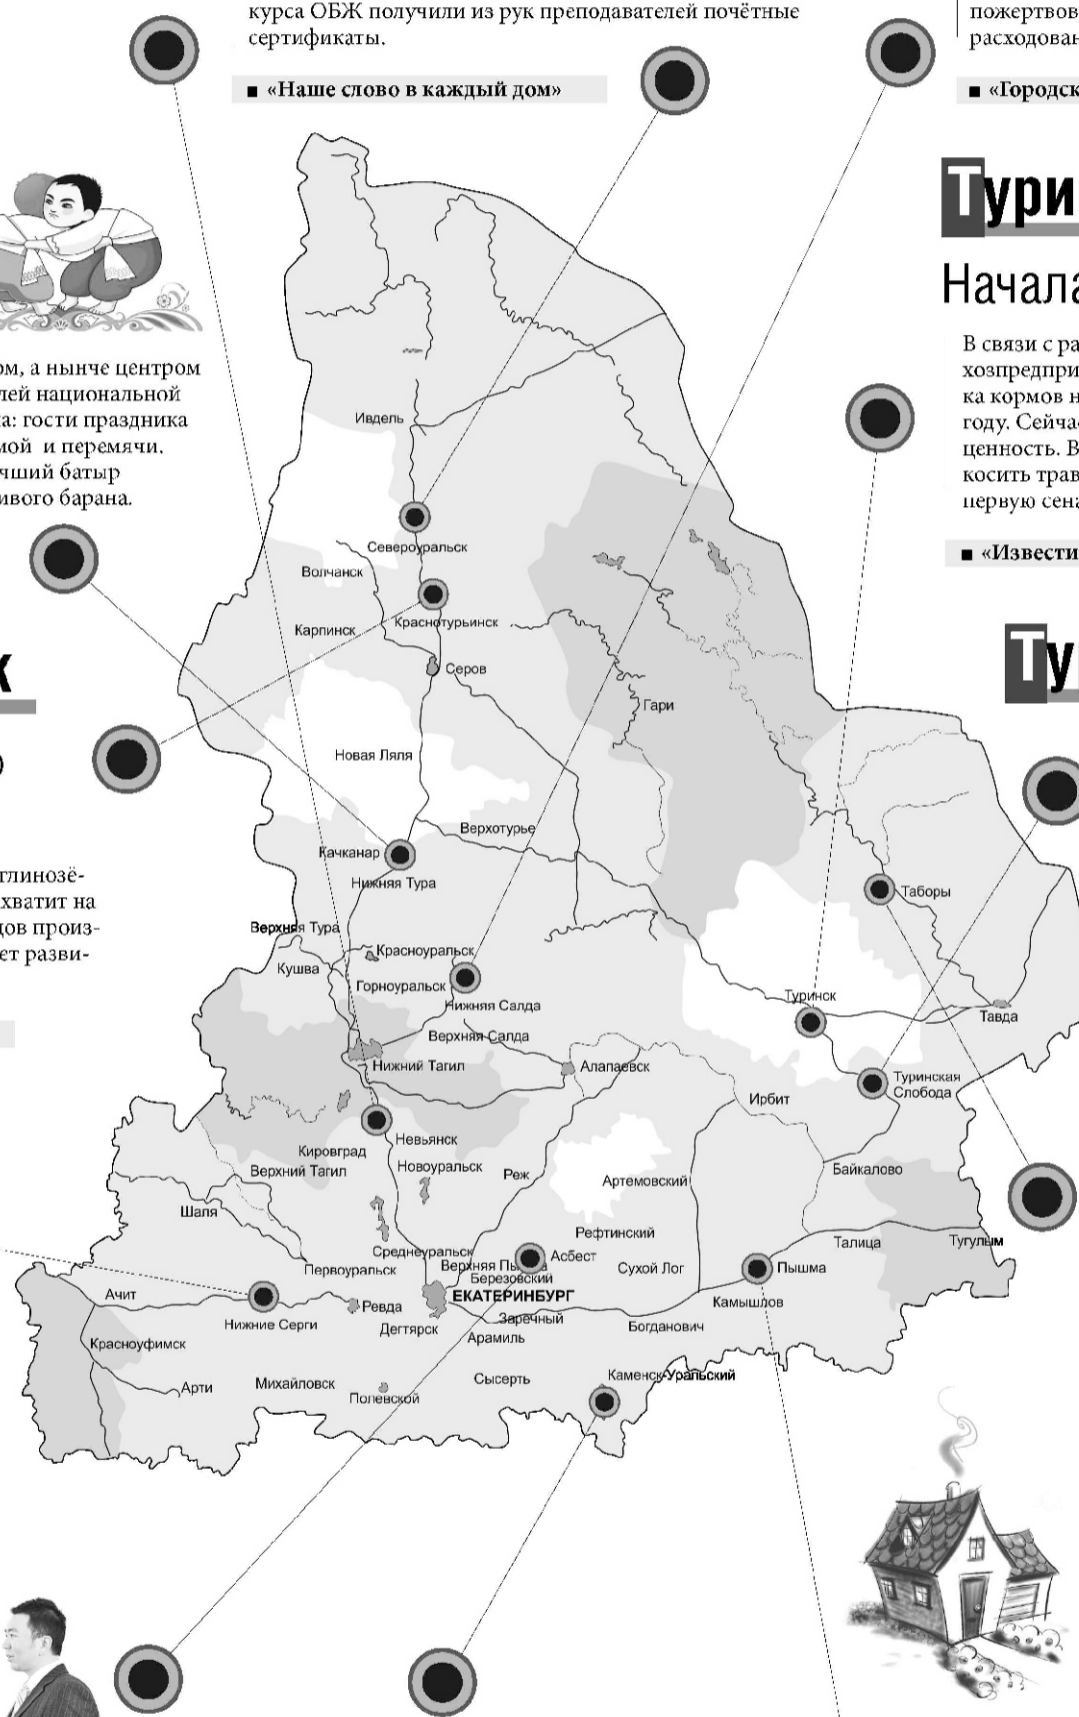 курса ОБЖ получили из рук преподавателей почётные
сертификаты.
■ «Наше слово в каждый дом»
пожертвов
расходован
■ «Городск
Тури
Начала
В связи с ра
хозпредпри
ка кормов н
году. Сейча
ценность. В
косить трав
первую сена
■ «Извести
Ту
ом, а нынче центром
лей национальной
а: гости праздника
мой и перемячи.
чший батыр
ивого барана.
к
)
глинозё-
хватит на
дов произ-
ет разви-
Ивдель
Североуральск
Волчанск
Краснотурьинск
Карпинск
Серов
Гари
Новая Ляля
Верхотурье
Качканар
Нижняя Тура
Таборы
Верхняя Тура
Красноуральск
Кушва
Горноуральск
Нижняя Салда
Туринск
Тавда
Верхняя Салда
Нижний Тагил
Алапаевск
Туринская
Слобода
Ирбит
Невьянск
Кировград
Верхний Тагил
Новоуральск
Реж
Артемовский
Байкалово
Шаля
Рефтинский
Талица
Тугулым
Среднеуральск
Верхняя Пышма
Асбест
Березовский
Сухой Лог
Пышма
Первоуральск
ЕКАТЕРИНБУРГ
Ачит
Ревда
Камышлов
Нижние Серги
Дегтярск
Заречный
Арамиль
Богданович
Красноуфимск
Каменск-Уральский
Арти
Михайловск
Полевской
Сысерть